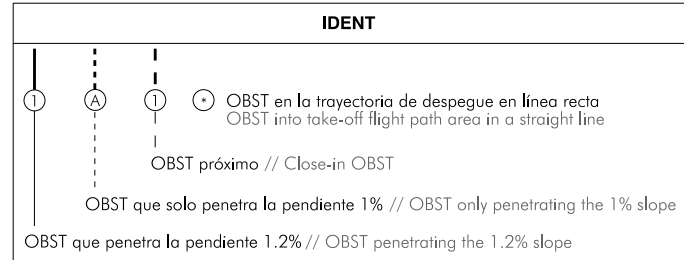 IDENT
1 A 1 * OBST en la trayectoria de despegue en línea recta
OBST into take-off flight path area in a straight line
OBST próximo // Close-in OBST
OBST que solo penetra la pendiente 1% // OBST only penetrating the 1% slope
OBST que penetra la pendiente 1.2% // OBST penetrating the 1.2% slope